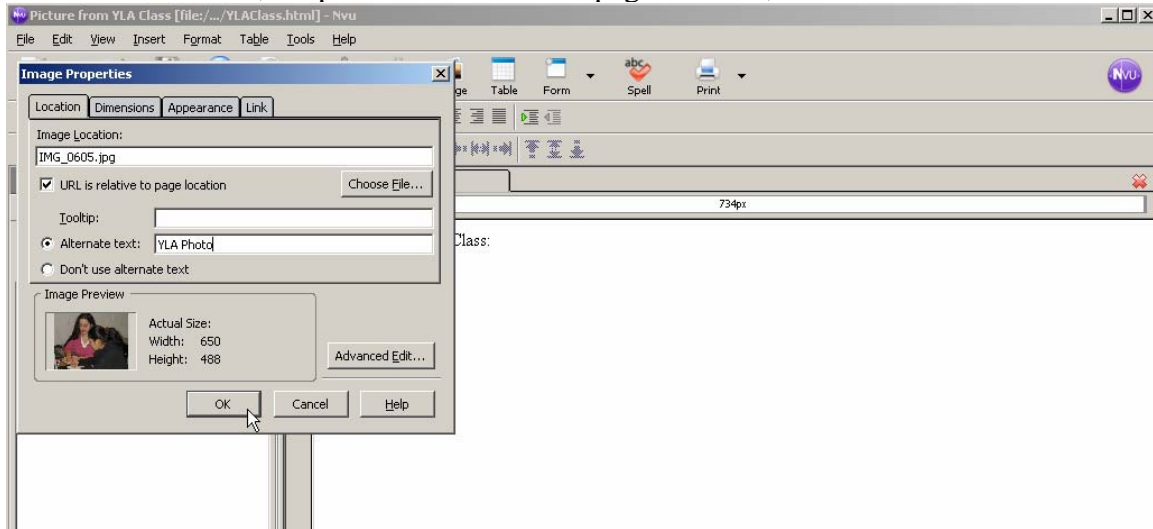 Picture from YLA Class [file:/.../YLAClass.html] - Nvu
File Edit View Insert Format Table Tools Help
Image Properties
Table Form Spell Print
Nvu
Location Dimensions Appearance Link
Image Location:
IMG_0605.jpg
URL is relative to page location Choose File...
734px
Tooltip:
Alternate text: YLA Photo
Class:
Don't use alternate text
Image Preview
Actual Size:
Width: 650
Height: 488
Advanced Edit...
OK Cancel Help